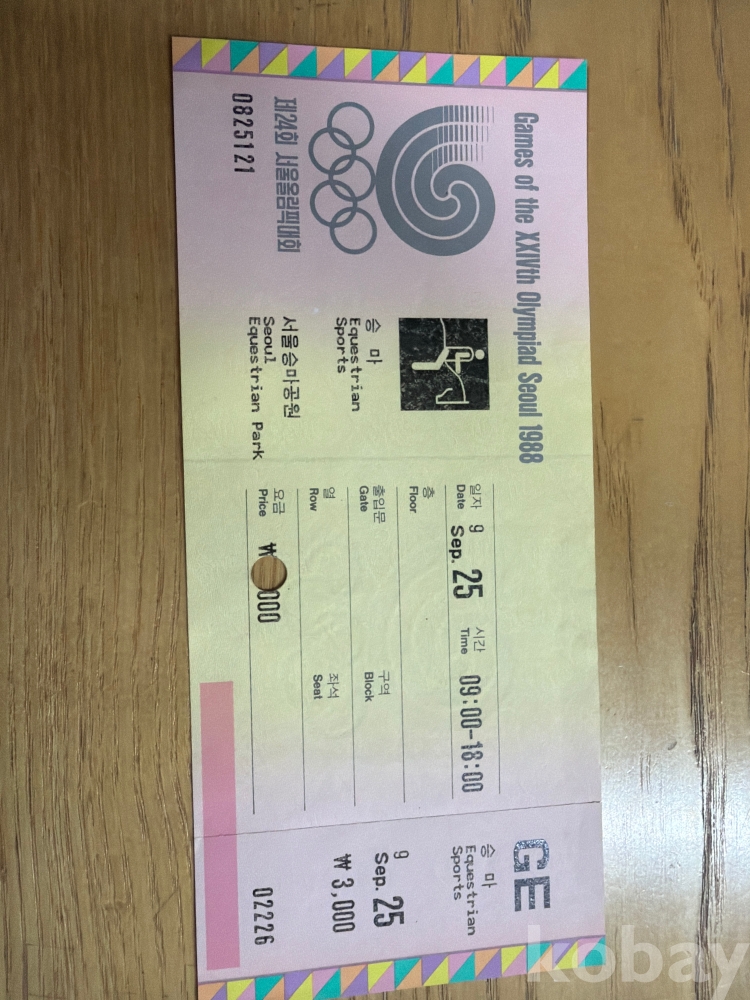 Games of the XXIVth Olympiad Seoul 1988
제24회 서울올림픽대회
0825121
승 마
Equestrian
Sports
서울승마공원
Seoul
Equestrian Park
일자 9
Date Sep. 25
시간
Time 09:00-18:00
층
Floor
출입문
Gate
구역
Block
열
Row
좌석
Seat
요금
Price ₩ 000
GE
승 마
Equestrian
Sports
9
Sep. 25
₩ 3,000
02226
kobay